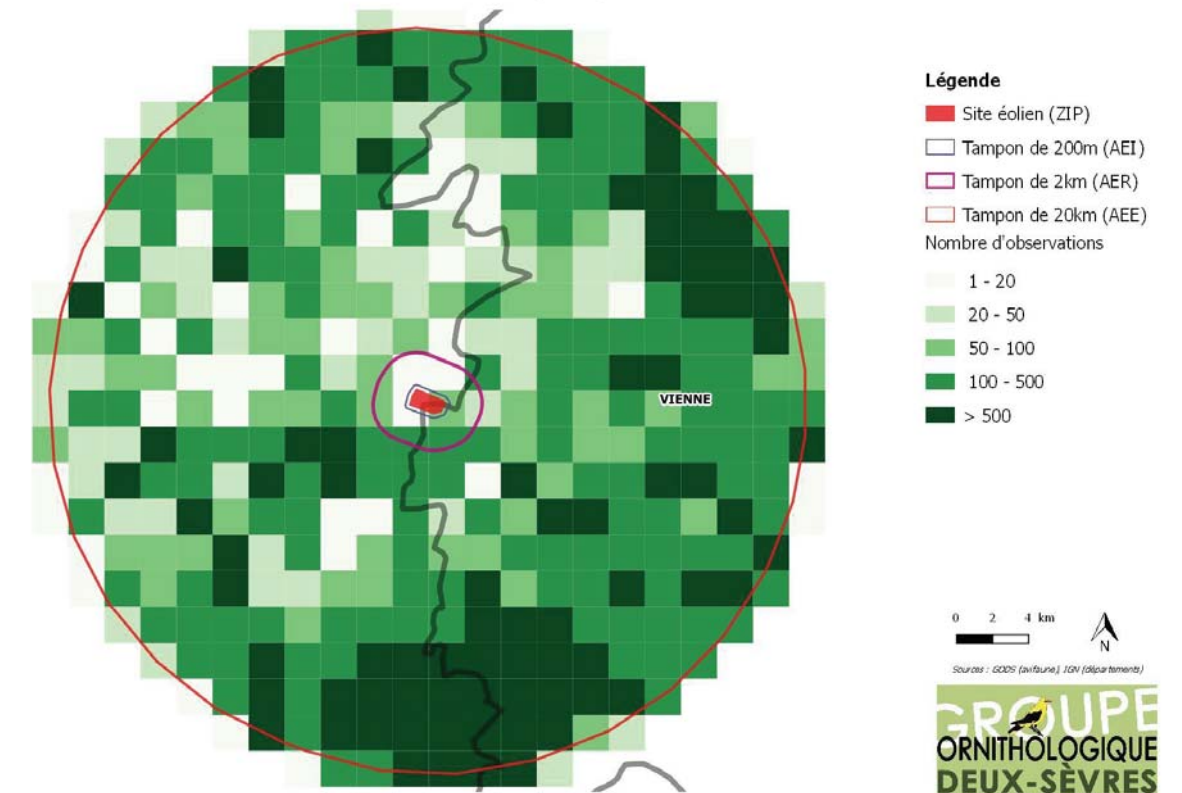 VIENNE
Légende
Site éolien (ZIP)
Tampon de 200m (AEI)
Tampon de 2km (AER)
Tampon de 20km (AEE)
Nombre d'observations
1 - 20
20 - 50
50 - 100
100 - 500
> 500
0 2 4 km
N
Sources : GODS (avifaune), IGN (départements)
GROUPE
ORNITHOLOGIQUE
DEUX-SÈVRES